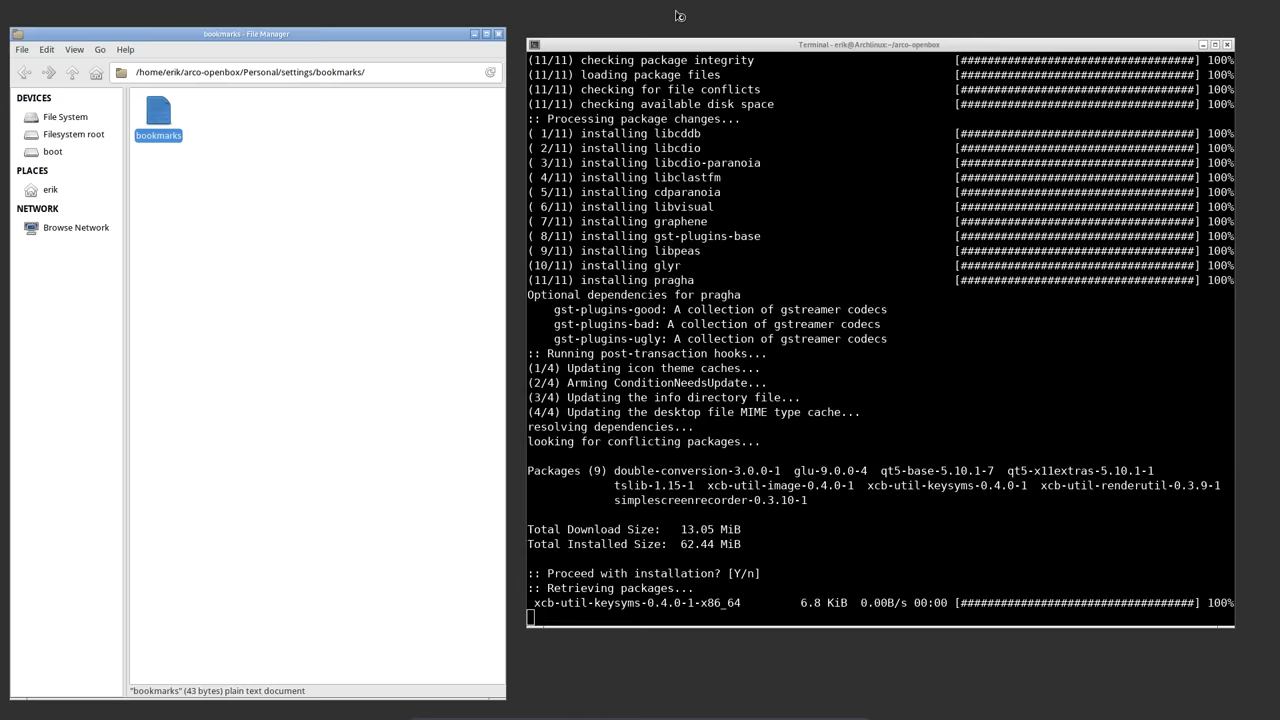 bookmarks - File Manager
File Edit View Go Help
/home/erik/arco-openbox/Personal/settings/bookmarks/
DEVICES
File System
Filesystem root
boot
PLACES
erik
NETWORK
Browse Network
bookmarks
"bookmarks" (43 bytes) plain text document
Terminal - erik@Archlinux:~/arco-openbox
(11/11) checking package integrity [###################################] 100%
(11/11) loading package files [###################################] 100%
(11/11) checking for file conflicts [###################################] 100%
(11/11) checking available disk space [###################################] 100%
:: Processing package changes...
( 1/11) installing libcddb [###################################] 100%
( 2/11) installing libcdio [###################################] 100%
( 3/11) installing libcdio-paranoia [###################################] 100%
( 4/11) installing libclastfm [###################################] 100%
( 5/11) installing cdparanoia [###################################] 100%
( 6/11) installing libvisual [###################################] 100%
( 7/11) installing graphene [###################################] 100%
( 8/11) installing gst-plugins-base [###################################] 100%
( 9/11) installing libpeas [###################################] 100%
(10/11) installing glyr [###################################] 100%
(11/11) installing pragha [###################################] 100%
Optional dependencies for pragha
gst-plugins-good: A collection of gstreamer codecs
gst-plugins-bad: A collection of gstreamer codecs
gst-plugins-ugly: A collection of gstreamer codecs
:: Running post-transaction hooks...
(1/4) Updating icon theme caches...
(2/4) Arming ConditionNeedsUpdate...
(3/4) Updating the info directory file...
(4/4) Updating the desktop file MIME type cache...
resolving dependencies...
looking for conflicting packages...
Packages (9) double-conversion-3.0.0-1 glu-9.0.0-4 qt5-base-5.10.1-7 qt5-x11extras-5.10.1-1
tslib-1.15-1 xcb-util-image-0.4.0-1 xcb-util-keysyms-0.4.0-1 xcb-util-renderutil-0.3.9-1
simplescreenrecorder-0.3.10-1
Total Download Size: 13.05 MiB
Total Installed Size: 62.44 MiB
:: Proceed with installation? [Y/n]
:: Retrieving packages...
xcb-util-keysyms-0.4.0-1-x86_64 6.8 KiB 0.00B/s 00:00 [###################################] 100%